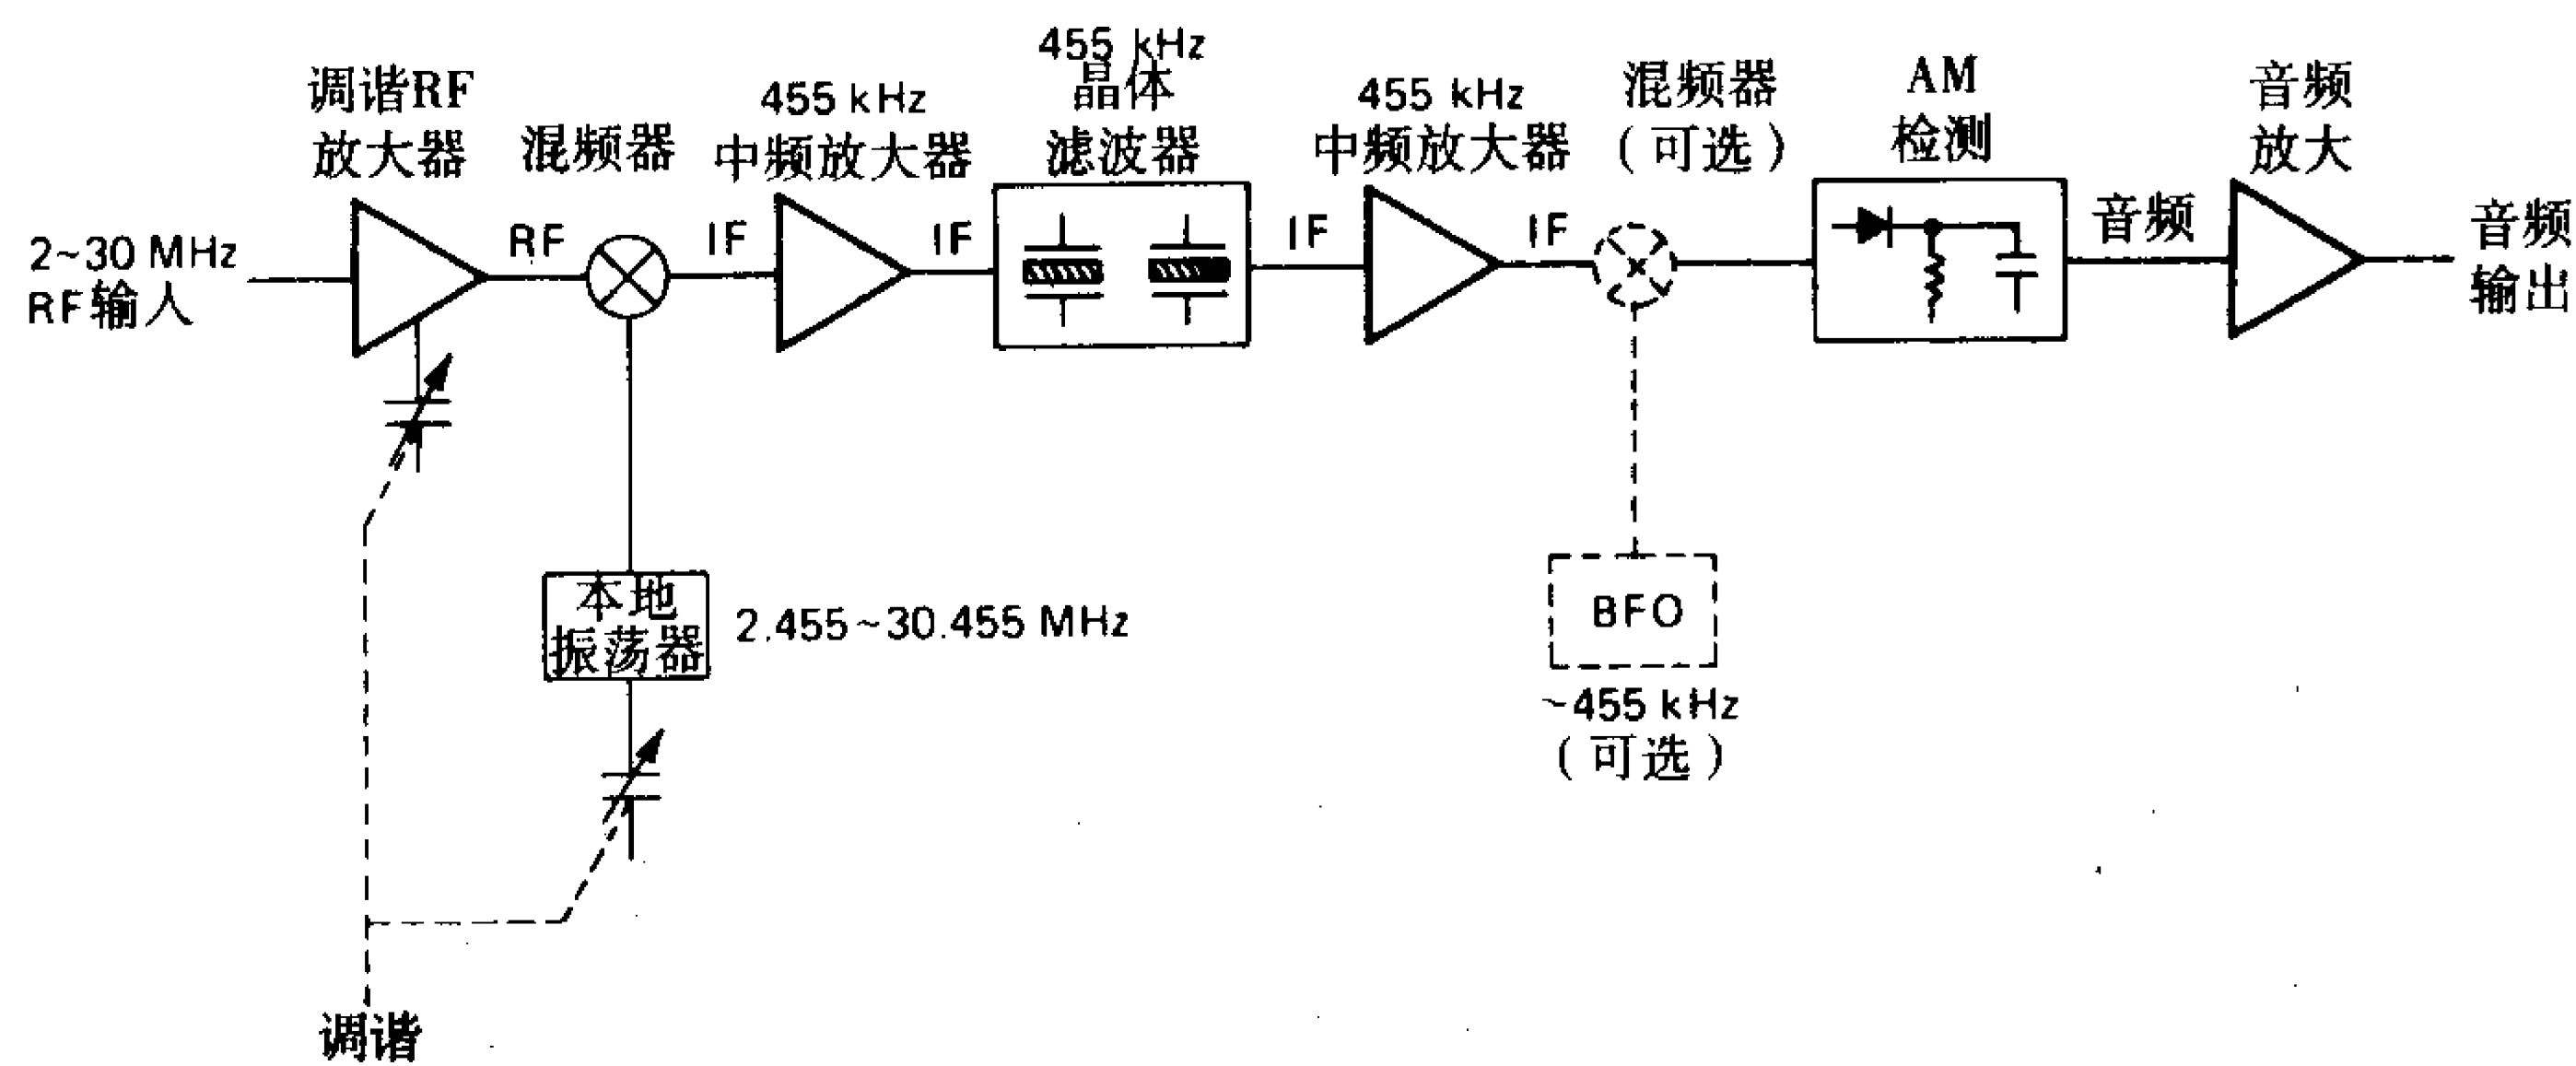 调谐RF
放大器
混频器
455 kHz
中频放大器
455 kHz
晶体
滤波器
455 kHz
中频放大器
混频器
(可选)
AM
检测
音频
放大
2~30 MHz
RF输入
RF
IF
IF
IF
IF
音频
音频
输出
本地
振荡器
2.455~30.455 MHz
BFO
~455 kHz
(可选)
调谐